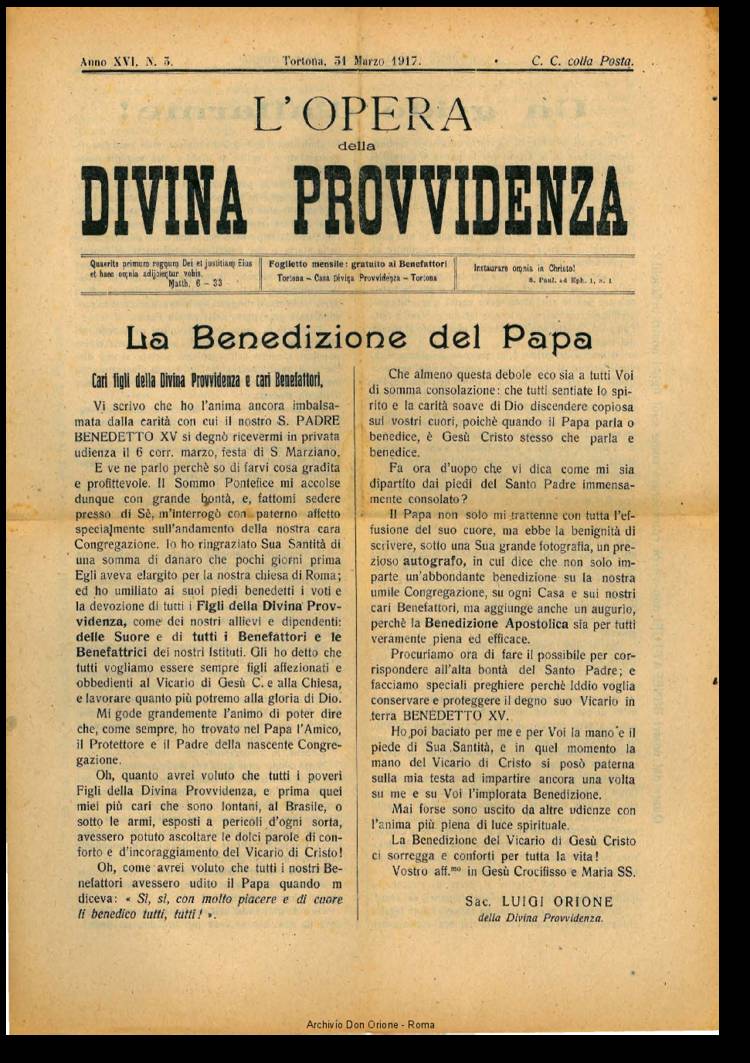 Anno XVI, N. 3.
Tortona, 31 Marzo 1917.
C. C. colla Posta.
L'OPERA
della
DIVINA PROVVIDENZA
Quaerite primum regnum Dei et justitiam Eius
et haec omnia adjicientur vobis.
Matth. 6 - 33
Foglietto mensile: gratuito ai Benefattori
Tortona - Casa Divina Provvidenza - Tortona
Instaurare omnia in Christo!
S. Paul. ad Eph. 1, n. 1
La Benedizione del Papa
Cari figli della Divina Provvidenza e cari Benefattori,
Vi scrivo che ho l'anima ancora imbalsa-
mata dalla carità con cui il nostro S. PADRE
BENEDETTO XV si degnò ricevermi in privata
udienza il 6 corr. marzo, festa di S Marziano.
E ve ne parlo perchè so di farvi cosa gradita
e profittevole. Il Sommo Pontefice mi accolse
dunque con grande bontà, e, fattomi sedere
presso di Sè, m'interrogò con paterno affetto
specialmente sull'andamento della nostra cara
Congregazione. Io ho ringraziato Sua Santità di
una somma di danaro che pochi giorni prima
Egli aveva elargito per la nostra chiesa di Roma;
ed ho umiliato ai suoi piedi benedetti i voti e
la devozione di tutti i Figli della Divina Prov-
videnza, come dei nostri allievi e dipendenti:
delle Suore e di tutti i Benefattori e le
Benefattrici dei nostri Istituti. Gli ho detto che
tutti vogliamo essere sempre figli affezionati e
obbedienti al Vicario di Gesù C. e alla Chiesa,
e lavorare quanto più potremo alla gloria di Dio.
Mi gode grandemente l'animo di poter dire
che, come sempre, ho trovato nel Papa l'Amico,
il Protettore e il Padre della nascente Congre-
gazione.
Oh, quanto avrei voluto che tutti i poveri
Figli della Divina Provvidenza, e prima quei
miei più cari che sono lontani, al Brasile, o
sotto le armi, esposti a pericoli d'ogni sorta,
avessero potuto ascoltare le dolci parole di con-
forto e d'incoraggiamento del Vicario di Cristo!
Oh, come avrei voluto che tutti i nostri Be-
nefattori avessero udito il Papa quando m
diceva: « Sì, sì, con molto piacere e di cuore
li benedico tutti, tutti! ».
Che almeno questa debole eco sia a tutti Voi
di somma consolazione: che tutti sentiate lo spi-
rito e la carità soave di Dio discendere copiosa
sui vostri cuori, poichè quando il Papa parla o
benedice, è Gesù Cristo stesso che parla e
benedice.
Fa ora d'uopo che vi dica come mi sia
dipartito dai piedi del Santo Padre immensa-
mente consolato?
Il Papa non solo mi trattenne con tutta l'ef-
fusione del suo cuore, ma ebbe la benignità di
scrivere, sotto una Sua grande fotografia, un pre-
zioso autografo, in cui dice che non solo im-
parte un'abbondante benedizione su la nostra
umile Congregazione, su ogni Casa e sui nostri
cari Benefattori, ma aggiunge anche un augurio,
perchè la Benedizione Apostolica sia per tutti
veramente piena ed efficace.
Procuriamo ora di fare il possibile per cor-
rispondere all'alta bontà del Santo Padre; e
facciamo speciali preghiere perchè Iddio voglia
conservare e proteggere il degno suo Vicario in
terra BENEDETTO XV.
Ho poi baciato per me e per Voi la mano e il
piede di Sua Santità, e in quel momento la
mano del Vicario di Cristo si posò paterna
sulla mia testa ad impartire ancora una volta
su me e su Voi l'implorata Benedizione.
Mai forse sono uscito da altre udienze con
l'anima più piena di luce spirituale.
La Benedizione del Vicario di Gesù Cristo
ci sorregga e conforti per tutta la vita!
Vostro aff.mo in Gesù Crocifisso e Maria SS.
Sac. LUIGI ORIONE
della Divina Provvidenza.
Archivio Don Orione - Roma